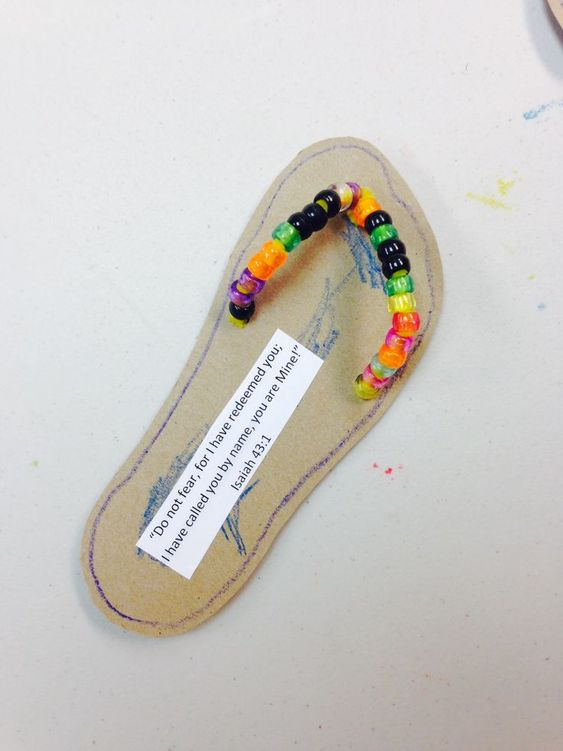 “Do not fear, for I have redeemed you;
I have called you by name, you are Mine!”
Isaiah 43:1